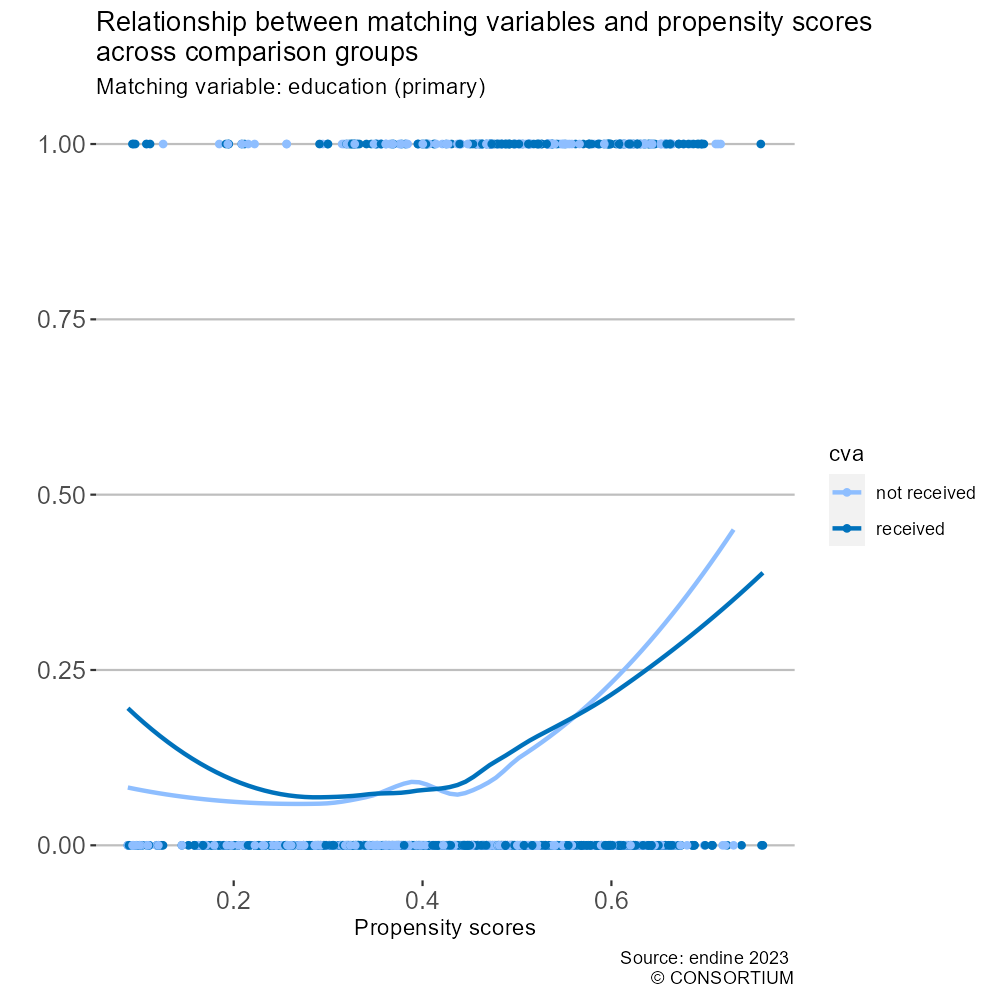 Relationship between matching variables and propensity scores
across comparison groups
Matching variable: education (primary)
1.00
0.75
0.50
0.25
0.00
0.2
0.4
0.6
Propensity scores
cva
not received
received
Source: endine 2023
© CONSORTIUM